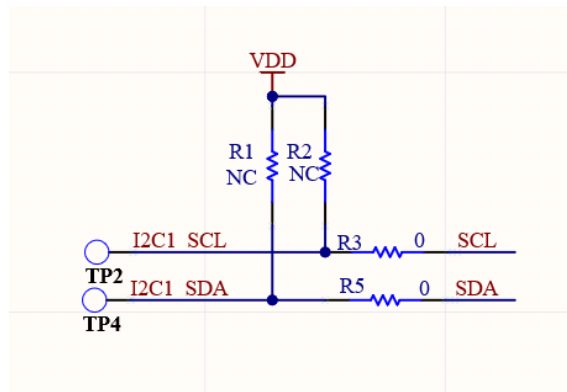 VDD
R1 R2
NC NC
I2C1 SCL R3 0 SCL
TP2
I2C1 SDA R5 0 SDA
TP4